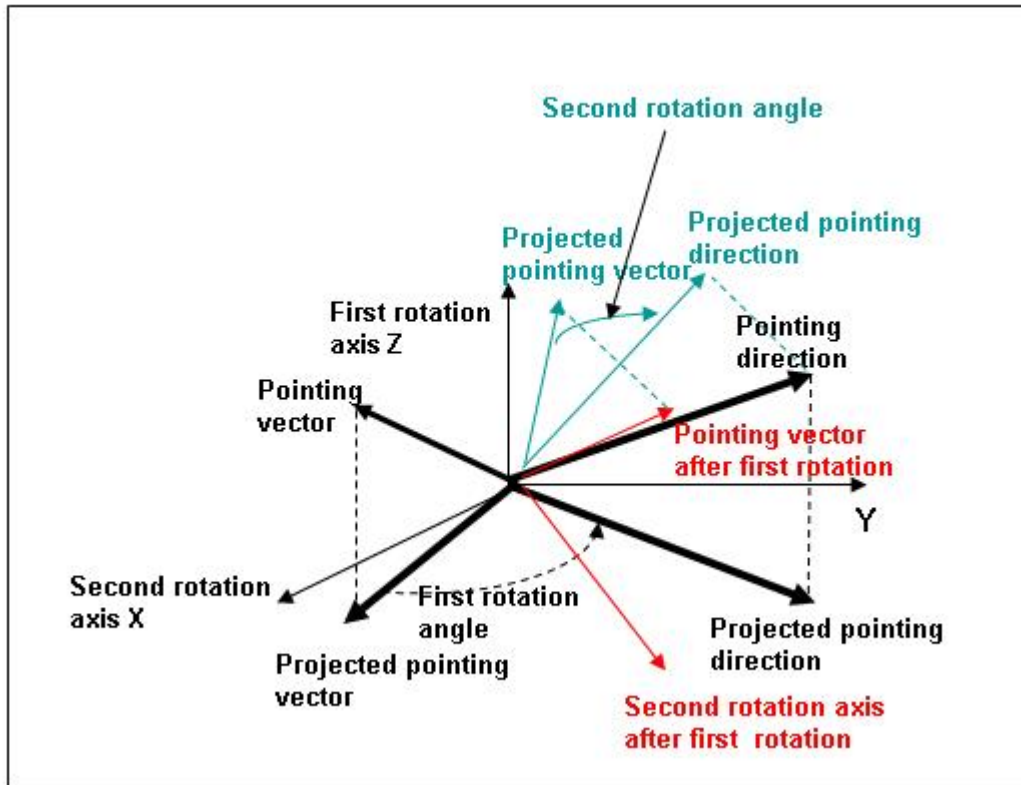 Second rotation angle
Projected
pointing vector
Projected pointing
direction
First rotation
axis Z
Pointing
direction
Pointing
vector
Pointing vector
after first rotation
Y
Second rotation
axis X
First rotation
angle
Projected pointing
direction
Projected pointing
vector
Second rotation axis
after first rotation